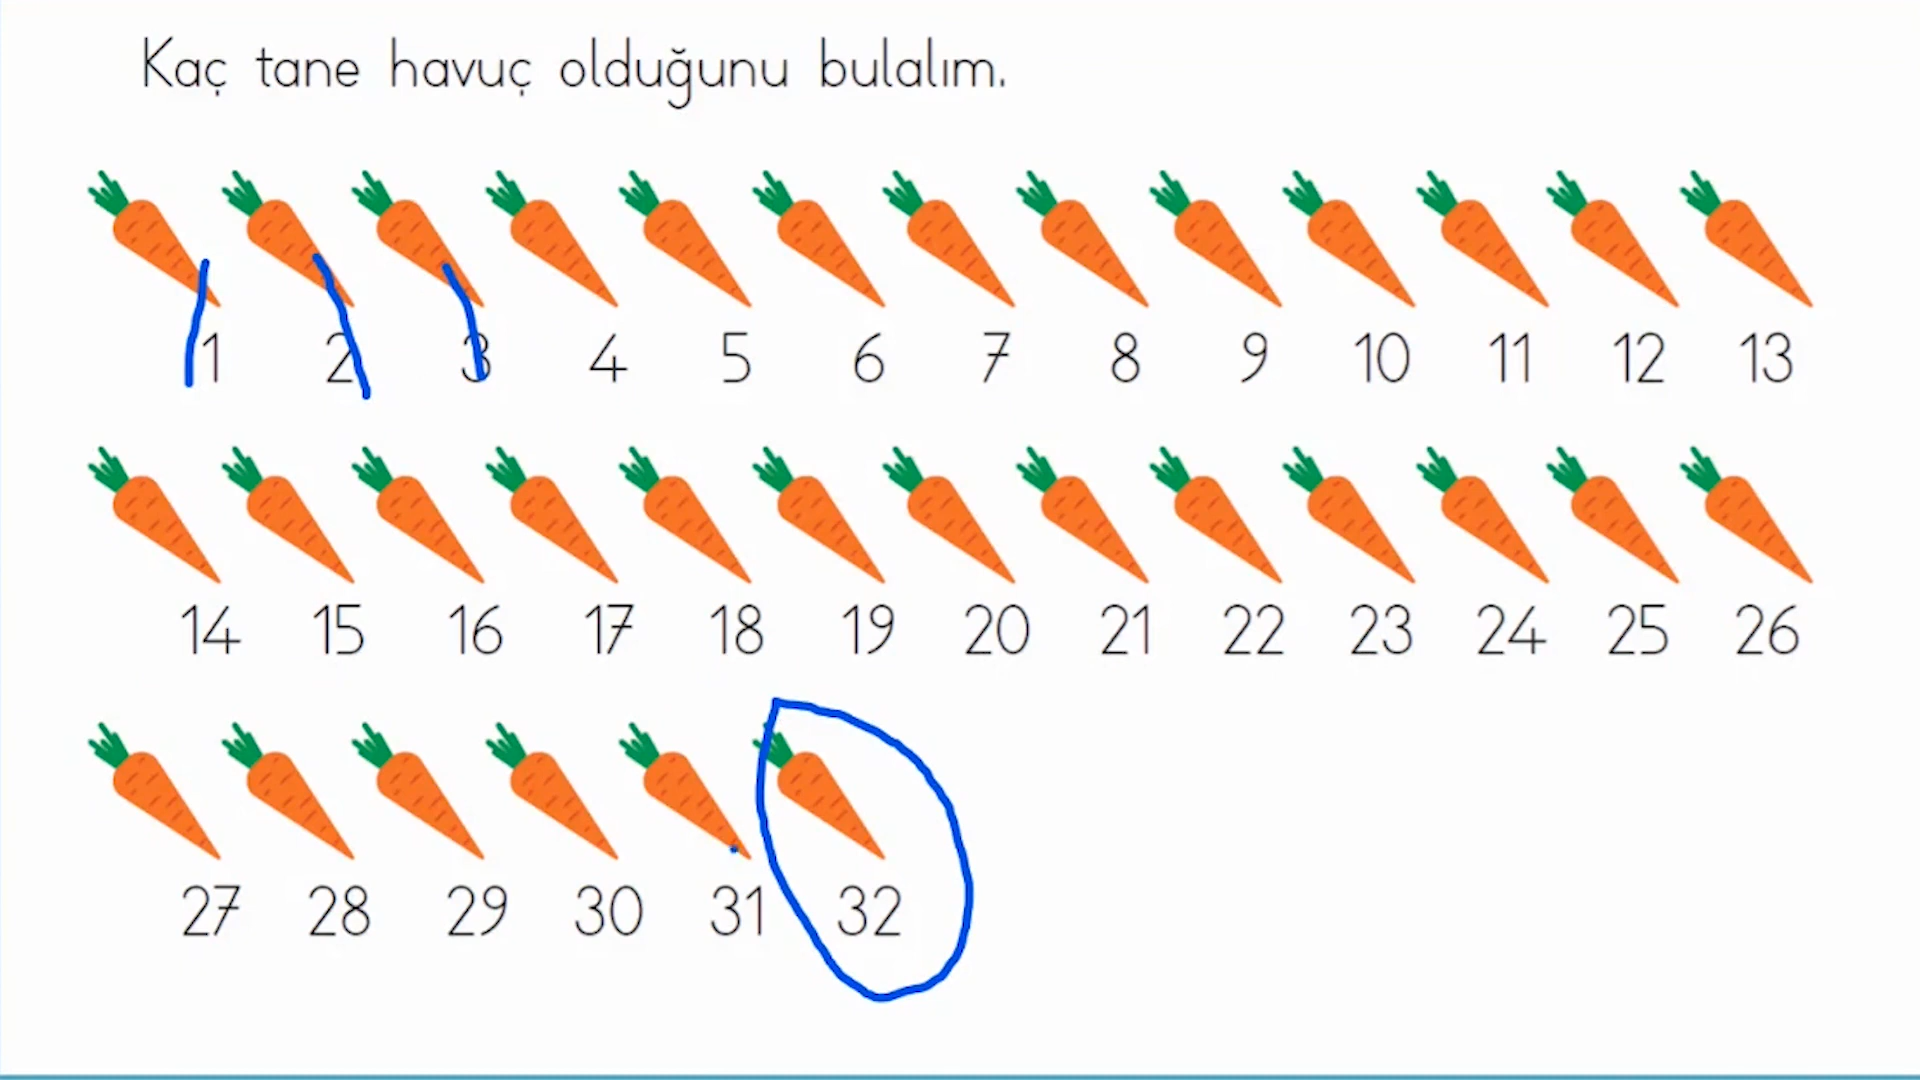 Kaç tane havuç olduğunu bulalım.
1 2 3 4 5 6 7 8 9 10 11 12 13
14 15 16 17 18 19 20 21 22 23 24 25 26
27 28 29 30 31 32